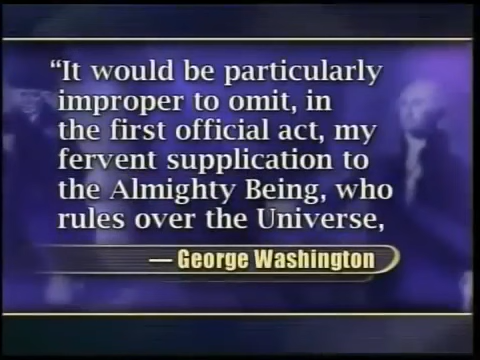 “It would be particularly
improper to omit, in
the first official act, my
fervent supplication to
the Almighty Being, who
rules over the Universe,
— George Washington